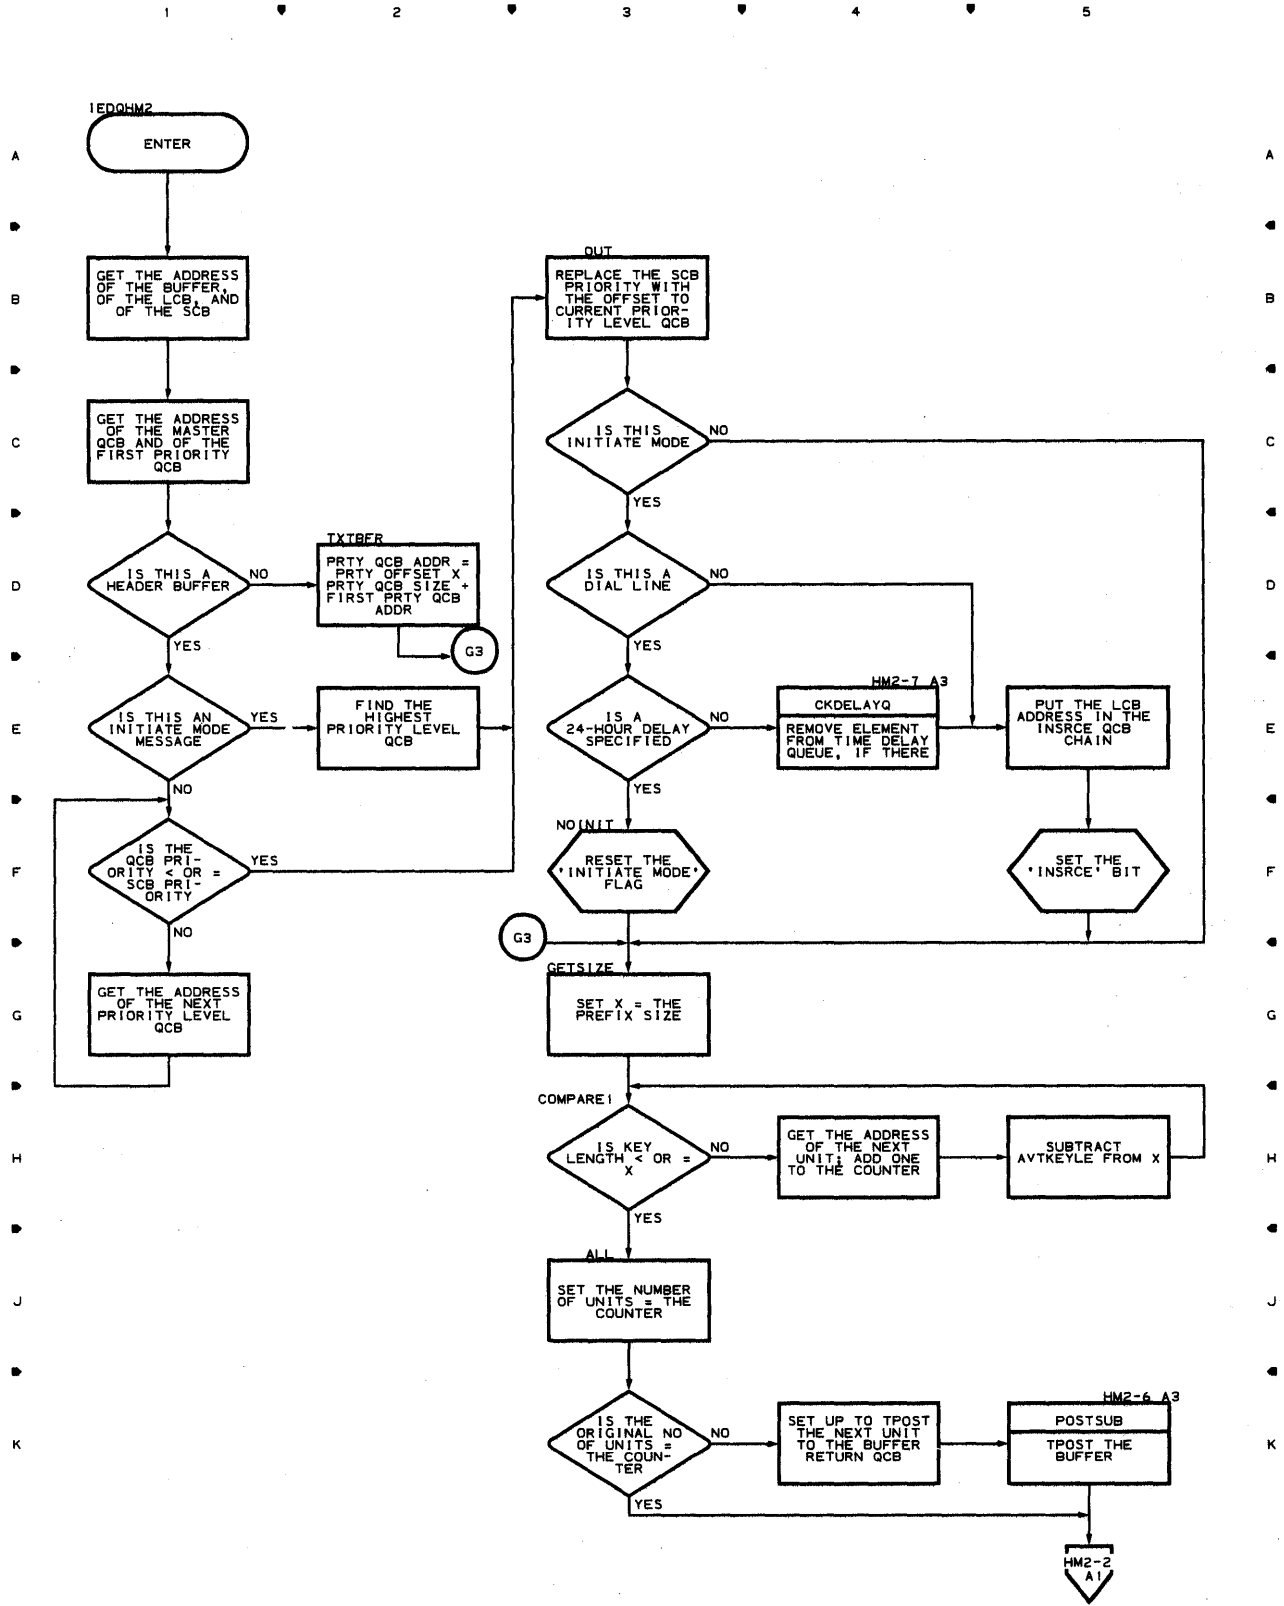 1 2 3 4 5
IEDQHM2
ENTER
A A
GET THE ADDRESS
OF THE BUFFER,
OF THE LCB, AND
OF THE SCB
B B
OUT
REPLACE THE SCB
PRIORITY WITH
THE OFFSET TO
CURRENT PRIOR-
ITY LEVEL QCB
GET THE ADDRESS
OF THE MASTER
QCB AND OF THE
FIRST PRIORITY
QCB
C C
IS THIS
INITIATE MODE
NO
YES
IS THIS A
HEADER BUFFER
NO
YES
TXTBFR
PRTY QCB ADDR =
PRTY OFFSET X
PRTY QCB SIZE +
FIRST PRTY QCB
ADDR
G3
D D
IS THIS A
DIAL LINE
NO
YES
IS THIS AN
INITIATE MODE
MESSAGE
YES
NO
FIND THE
HIGHEST
PRIORITY LEVEL
QCB
E E
IS A
24-HOUR DELAY
SPECIFIED
NO
YES
HM2-7 A3
CKDELAYQ
REMOVE ELEMENT
FROM TIME DELAY
QUEUE, IF THERE
PUT THE LCB
ADDRESS IN THE
INSRCE QCB
CHAIN
IS THE
QCB PRI-
ORITY < OR =
SCB PRI-
ORITY
YES
NO
F F
NOINIT
RESET THE
'INITIATE MODE'
FLAG
SET THE
'INSRCE' BIT
G3
GET THE ADDRESS
OF THE NEXT
PRIORITY LEVEL
QCB
G G
GETSIZE
SET X = THE
PREFIX SIZE
COMPARE1
IS KEY
LENGTH < OR =
X
NO
YES
H H
GET THE ADDRESS
OF THE NEXT
UNIT; ADD ONE
TO THE COUNTER
SUBTRACT
AVTKEYLE FROM X
ALL
SET THE NUMBER
OF UNITS = THE
COUNTER
J J
IS THE
ORIGINAL NO
OF UNITS =
THE COUN-
TER
NO
YES
K K
SET UP TO TPOST
THE NEXT UNIT
TO THE BUFFER
RETURN QCB
HM2-6 A3
POSTSUB
TPOST THE
BUFFER
HM2-2
A1